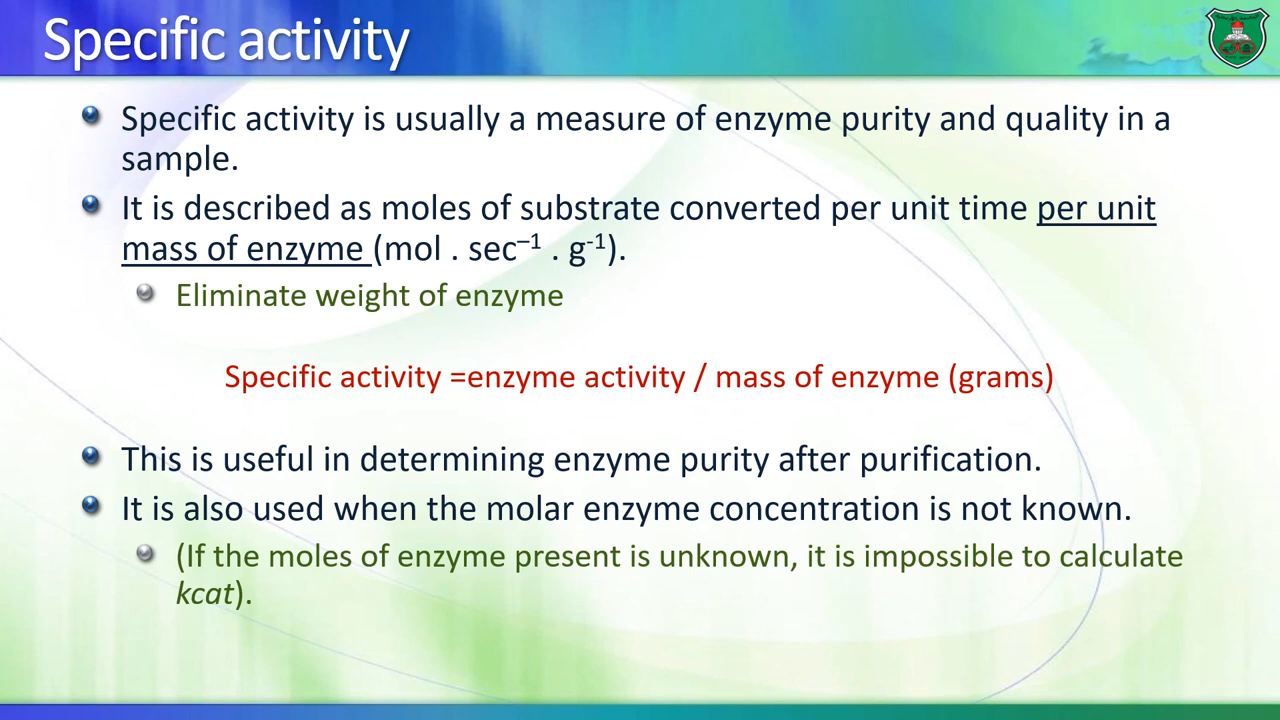 Specific activity
Specific activity is usually a measure of enzyme purity and quality in a
sample.
It is described as moles of substrate converted per unit time per unit
mass of enzyme (mol . sec⁻¹ . g⁻¹).
Eliminate weight of enzyme
Specific activity =enzyme activity / mass of enzyme (grams)
This is useful in determining enzyme purity after purification.
It is also used when the molar enzyme concentration is not known.
(If the moles of enzyme present is unknown, it is impossible to calculate
kcat).